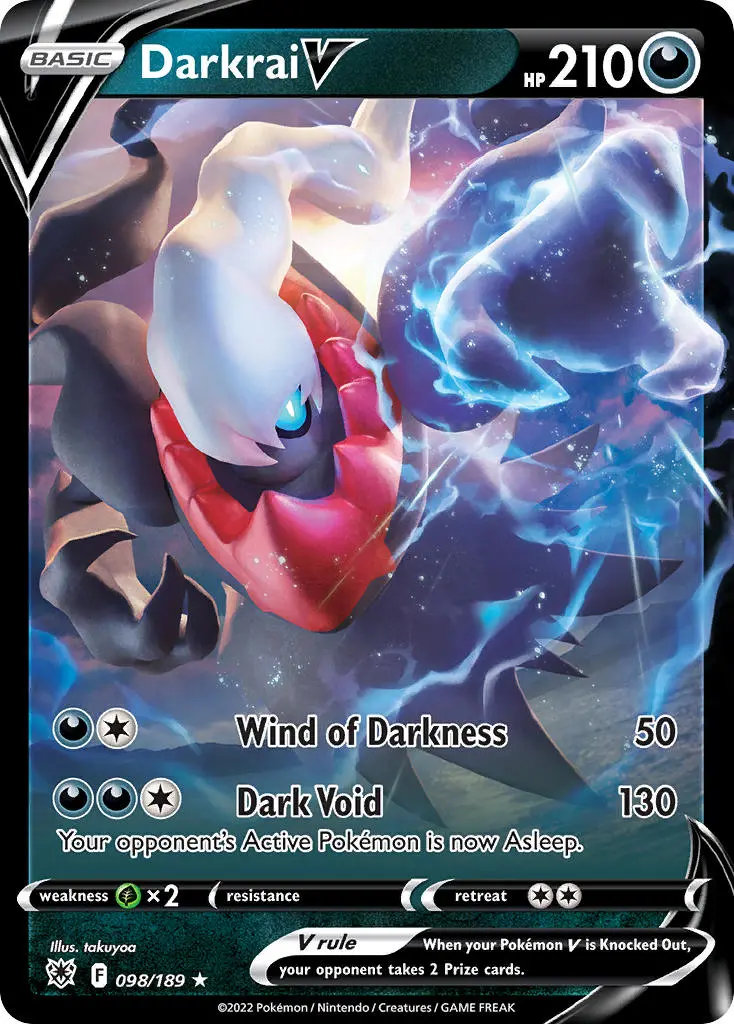 BASIC
Darkrai V
HP 210
Wind of Darkness 50
Dark Void 130
Your opponent's Active Pokémon is now Asleep.
weakness ×2 resistance retreat
Illus. takuyoa
V rule When your Pokémon V is Knocked Out,
your opponent takes 2 Prize cards.
F 098/189 ★
©2022 Pokémon / Nintendo / Creatures / GAME FREAK